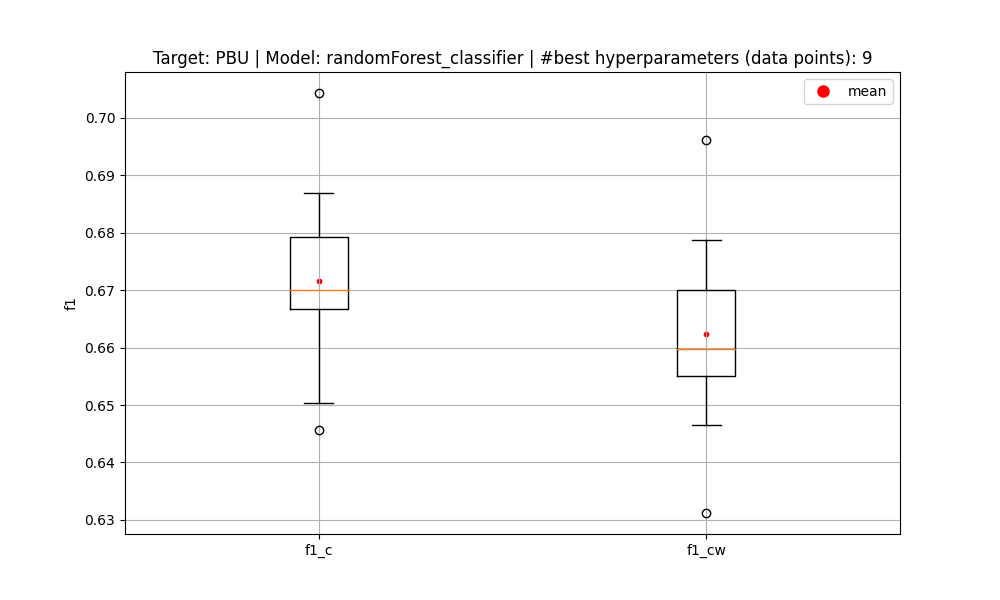 Target: PBU | Model: randomForest_classifier | #best hyperparameters (data points): 9
mean
0.70
0.69
0.68
0.67
0.66
0.65
0.64
0.63
f1
f1_c
f1_cw